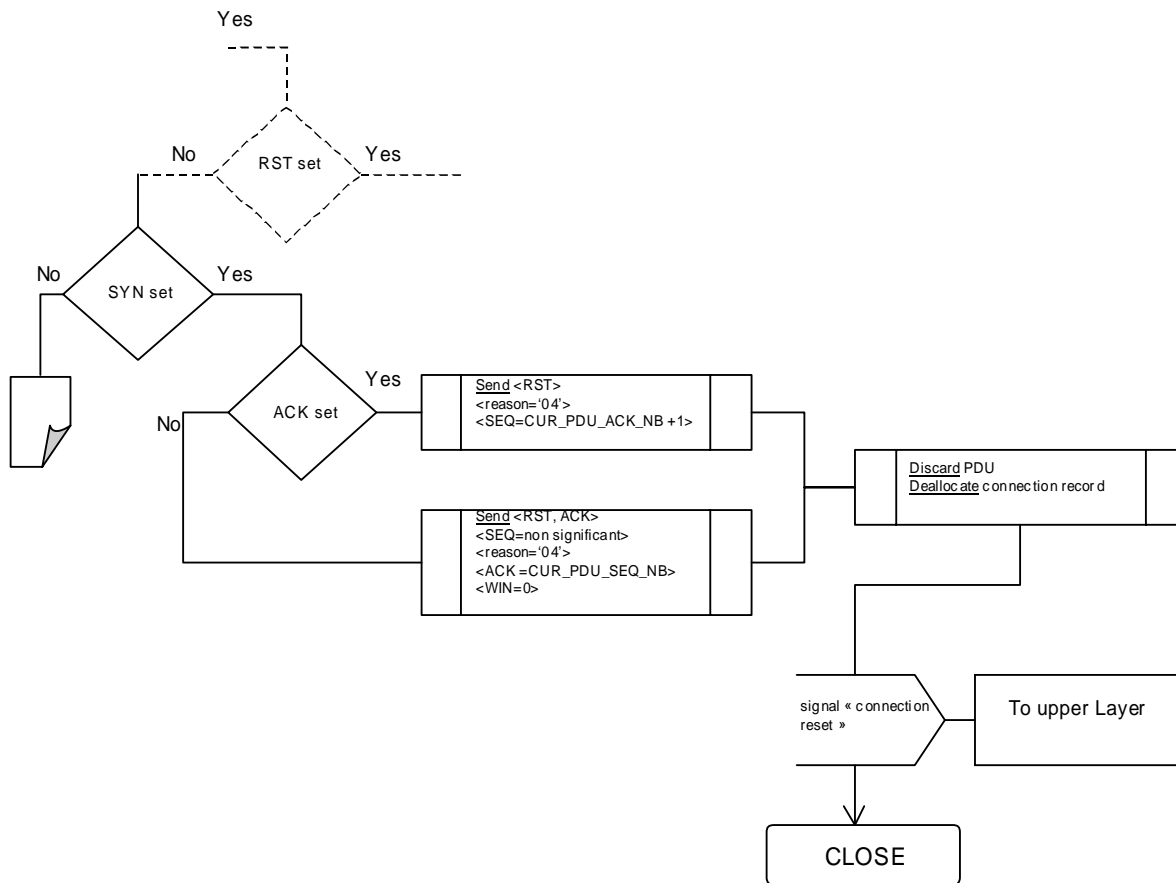 Yes
No
Yes
RST set
No
Yes
SYN set
Yes
No
ACK set
Send <RST>
<reason=‘04’>
<SEQ=CUR_PDU_ACK_NB +1>
Discard PDU
Deallocate connection record
Send <RST, ACK>
<SEQ=non significant>
<reason=‘04’>
<ACK =CUR_PDU_SEQ_NB>
<WIN=0>
signal « connection
reset »
To upper Layer
CLOSE